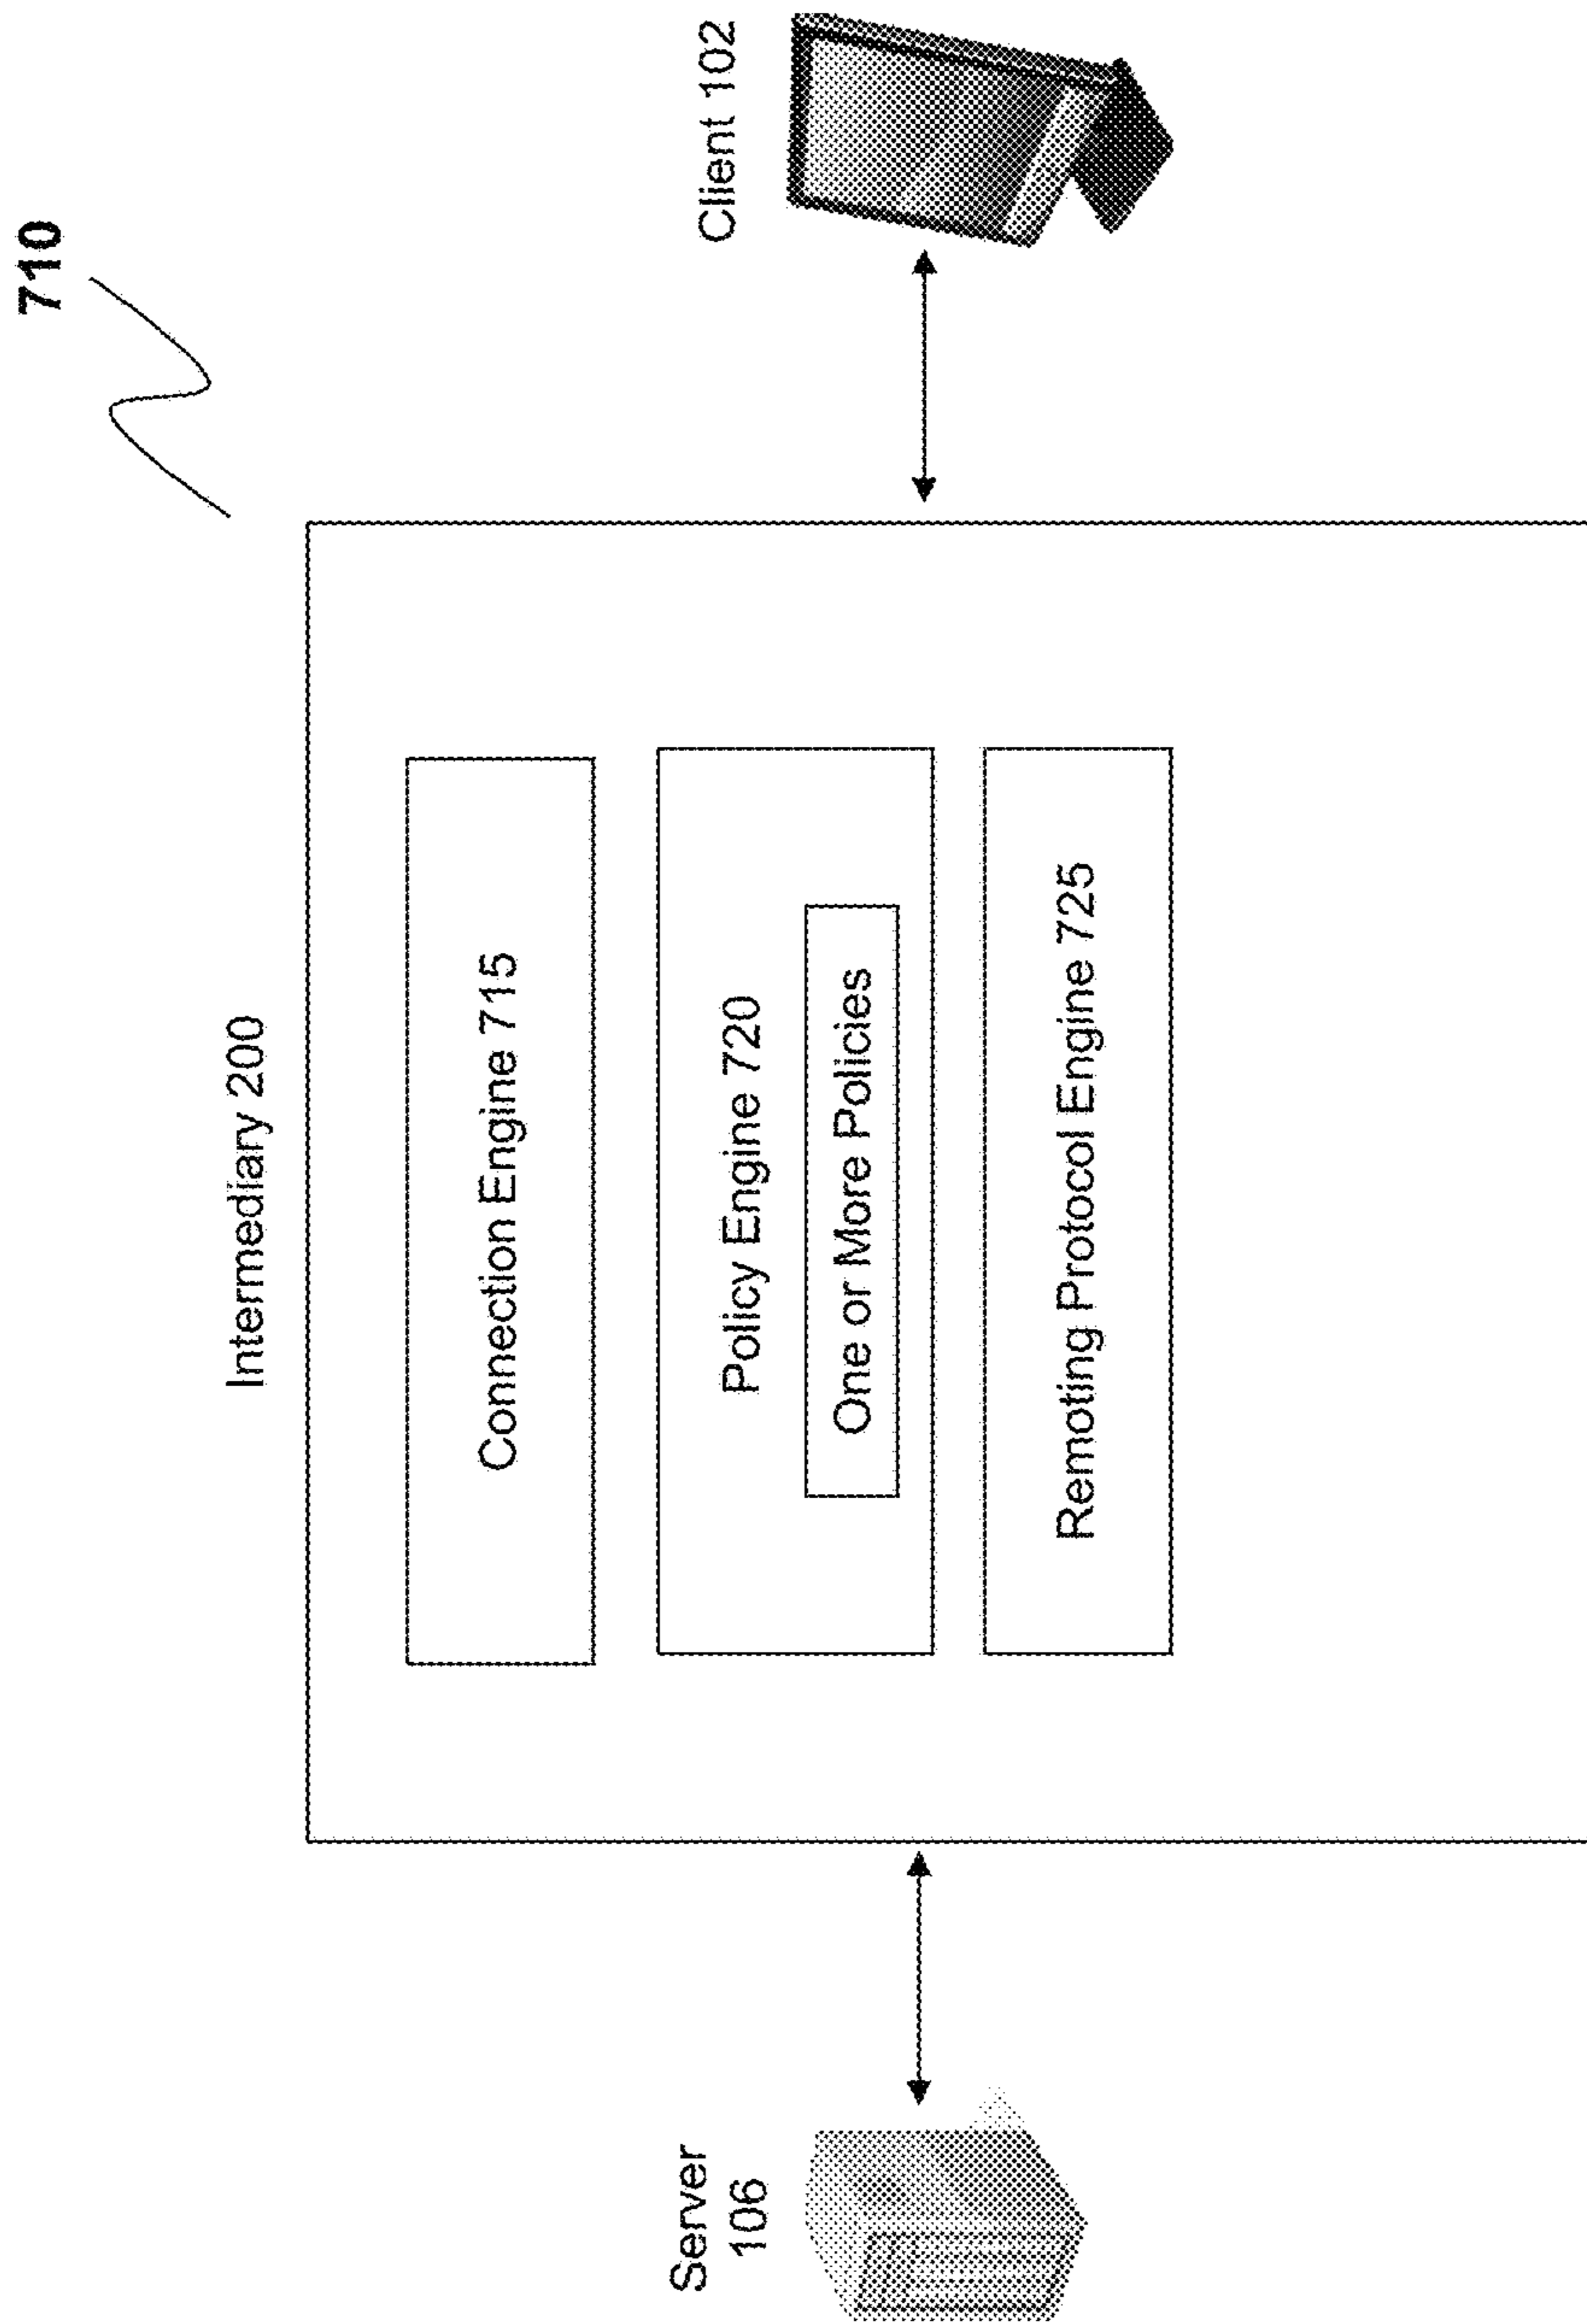 710
Intermediary 200
Server
106
Client 102
Connection Engine 715
Policy Engine 720
One or More Policies
Remoting Protocol Engine 725